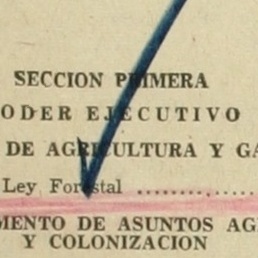 SECCION PRIMERA
ODER EJECUTIVO
DE AGRICULTURA Y GA
Ley Forestal ..............
MENTO DE ASUNTOS AG
Y COLONIZACION